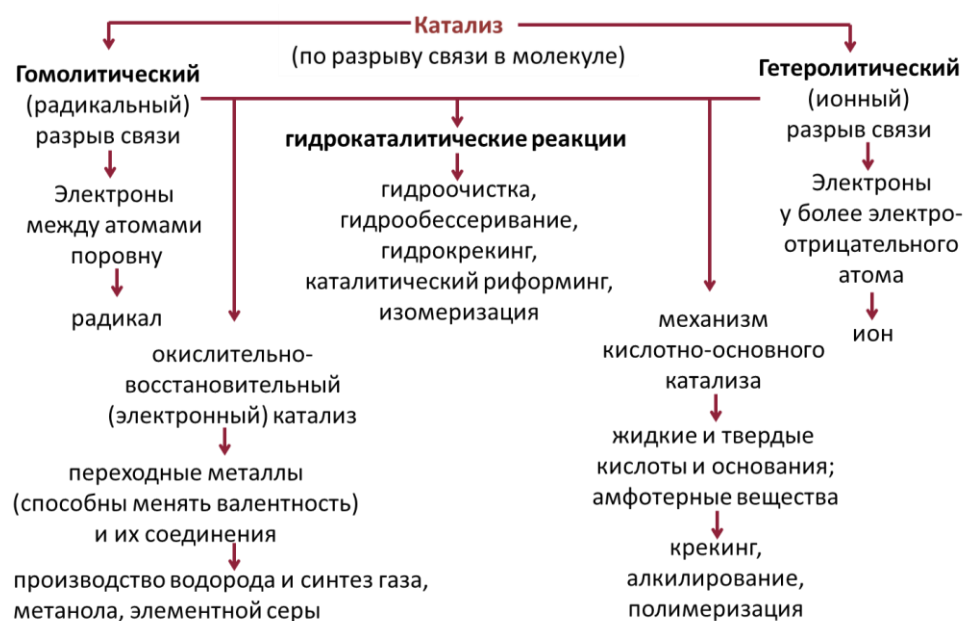 Катализ
(по разрыву связи в молекуле)
Гомолитический
(радикальный)
разрыв связи
Электроны
между атомами
поровну
радикал
Гетеролитический
(ионный)
разрыв связи
Электроны
у более электро-
отрицательного
атома
ион
гидрокаталитические реакции
гидроочистка,
гидрообессеривание,
гидрокрекинг,
каталитический риформинг,
изомеризация
окислительно-
восстановительный
(электронный) катализ
переходные металлы
(способны менять валентность)
и их соединения
производство водорода и синтез газа,
метанола, элементной серы
механизм
кислотно-основного
катализа
жидкие и твердые
кислоты и основания;
амфотерные вещества
крекинг,
алкилирование,
полимеризация